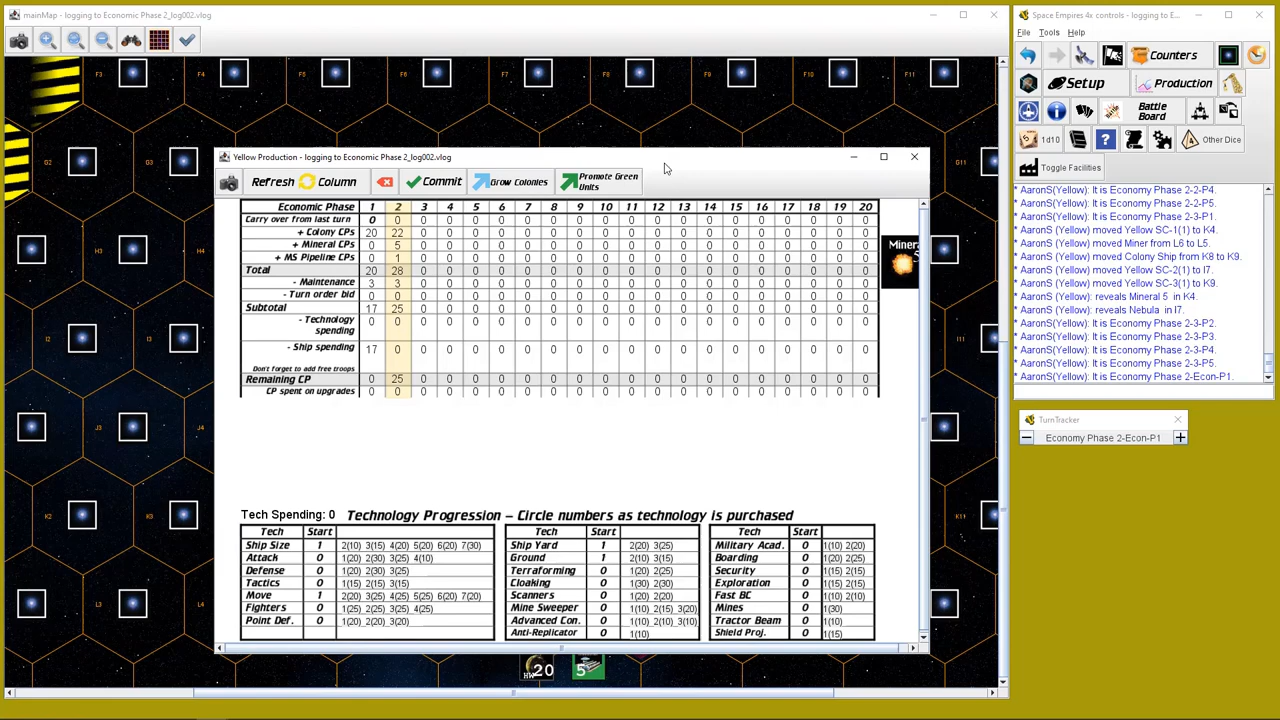 mainMap - logging to Economic Phase 2_log002.vlog
F3 F4 F5 F6 F7 F8 F9 F10 F11
G2 G3 G11
I3 I11
I2 I3
J3 J11
K2 K3 K11
L3 L4 L11
HW 20 5
Yellow Production - logging to Economic Phase 2_log002.vlog
Refresh Column Commit Grow Colonies Promote Green Units
Economic Phase 1 2 3 4 5 6 7 8 9 10 11 12 13 14 15 16 17 18 19 20
Carry over from last turn 0 0 0 0 0 0 0 0 0 0 0 0 0 0 0 0 0 0 0 0
+ Colony CPs 20 22 0 0 0 0 0 0 0 0 0 0 0 0 0 0 0 0 0 0
+ Mineral CPs 0 5 0 0 0 0 0 0 0 0 0 0 0 0 0 0 0 0 0 0
+ MS Pipeline CPs 0 1 0 0 0 0 0 0 0 0 0 0 0 0 0 0 0 0 0 0
Total 20 28 0 0 0 0 0 0 0 0 0 0 0 0 0 0 0 0 0 0
- Maintenance 3 3 0 0 0 0 0 0 0 0 0 0 0 0 0 0 0 0 0 0
- Turn order bid 0 0 0 0 0 0 0 0 0 0 0 0 0 0 0 0 0 0 0 0
Subtotal 17 25 0 0 0 0 0 0 0 0 0 0 0 0 0 0 0 0 0 0
- Technology spending 0 0 0 0 0 0 0 0 0 0 0 0 0 0 0 0 0 0 0 0
- Ship spending 17 0 0 0 0 0 0 0 0 0 0 0 0 0 0 0 0 0 0 0
Don't forget to add free troops
Remaining CP 0 25 0 0 0 0 0 0 0 0 0 0 0 0 0 0 0 0 0 0
CP spent on upgrades 0 0 0 0 0 0 0 0 0 0 0 0 0 0 0 0 0 0 0 0
Minera
5
Tech Spending: 0 Technology Progression – Circle numbers as technology is purchased
Tech Start
Ship Size 1 2(10) 3(15) 4(20) 5(20) 6(20) 7(30)
Attack 0 1(20) 2(30) 3(25) 4(10)
Defense 0 1(20) 2(30) 3(25)
Tactics 0 1(15) 2(15) 3(15)
Move 1 2(20) 3(25) 4(25) 5(25) 6(20) 7(20)
Fighters 0 1(25) 2(25) 3(25) 4(25)
Point Def. 0 1(20) 2(20) 3(20)
Tech Start
Ship Yard 1 2(20) 3(25)
Ground 1 2(10) 3(15)
Terraforming 0 1(20) 2(25)
Cloaking 0 1(30) 2(30)
Scanners 0 1(20) 2(20)
Mine Sweeper 0 1(10) 2(15) 3(20)
Advanced Con. 0 1(10) 2(10) 3(10)
Anti-Replicator 0 1(10)
Tech Start
Military Acad. 0 1(10) 2(20)
Boarding 0 1(20) 2(25)
Security 0 1(15) 2(15)
Exploration 0 1(15) 2(15)
Fast BC 0 1(10) 2(10)
Mines 0 1(30)
Tractor Beam 0 1(10)
Shield Proj. 0 1(15)
Space Empires 4x controls - logging to E...
File Tools Help
Counters
Setup Production
Battle Board
1d10 Other Dice
Toggle Facilities
* AaronS(Yellow): It is Economy Phase 2-2-P4.
* AaronS(Yellow): It is Economy Phase 2-2-P5.
* AaronS(Yellow): It is Economy Phase 2-3-P1.
* AaronS(Yellow) moved Yellow SC-1(1) to K4.
* AaronS(Yellow) moved Miner from L6 to L5.
* AaronS(Yellow) moved Colony Ship from K8 to K9.
* AaronS(Yellow) moved Yellow SC-2(1) to I7.
* AaronS(Yellow) moved Yellow SC-3(1) to K9.
* AaronS(Yellow): reveals Mineral 5 in K4.
* AaronS(Yellow): reveals Nebula in I7.
* AaronS(Yellow): It is Economy Phase 2-3-P2.
* AaronS(Yellow): It is Economy Phase 2-3-P3.
* AaronS(Yellow): It is Economy Phase 2-3-P4.
* AaronS(Yellow): It is Economy Phase 2-3-P5.
* AaronS(Yellow): It is Economy Phase 2-Econ-P1.
TurnTracker
Economy Phase 2-Econ-P1